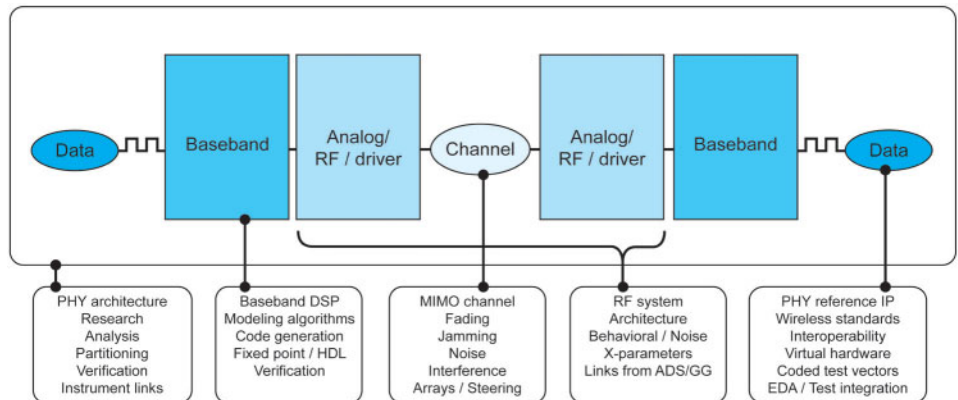 Data
Baseband
Analog/
RF / driver
Channel
Analog/
RF / driver
Baseband
Data
PHY architecture
Research
Analysis
Partitioning
Verification
Instrument links
Baseband DSP
Modeling algorithms
Code generation
Fixed point / HDL
Verification
MIMO channel
Fading
Jamming
Noise
Interference
Arrays / Steering
RF system
Architecture
Behavioral / Noise
X-parameters
Links from ADS/GG
PHY reference IP
Wireless standards
Interoperability
Virtual hardware
Coded test vectors
EDA / Test integration